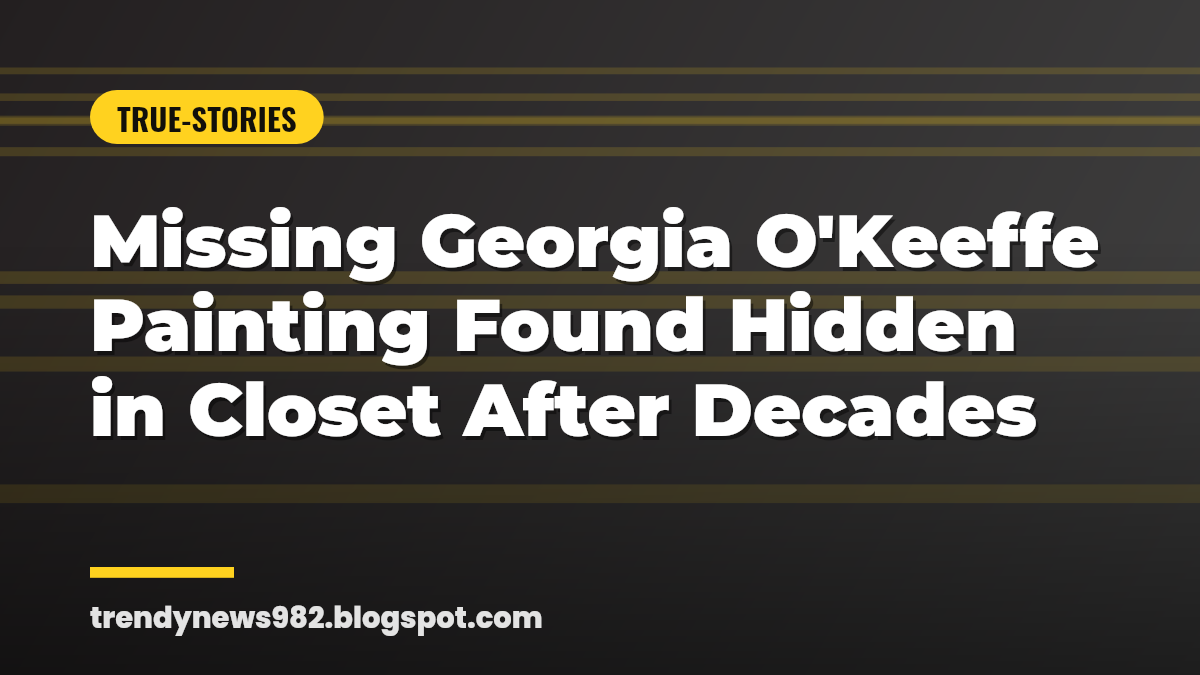 TRUE-STORIES
Missing Georgia O'Keeffe
Painting Found Hidden
in Closet After Decades
trendynews982.blogspot.com